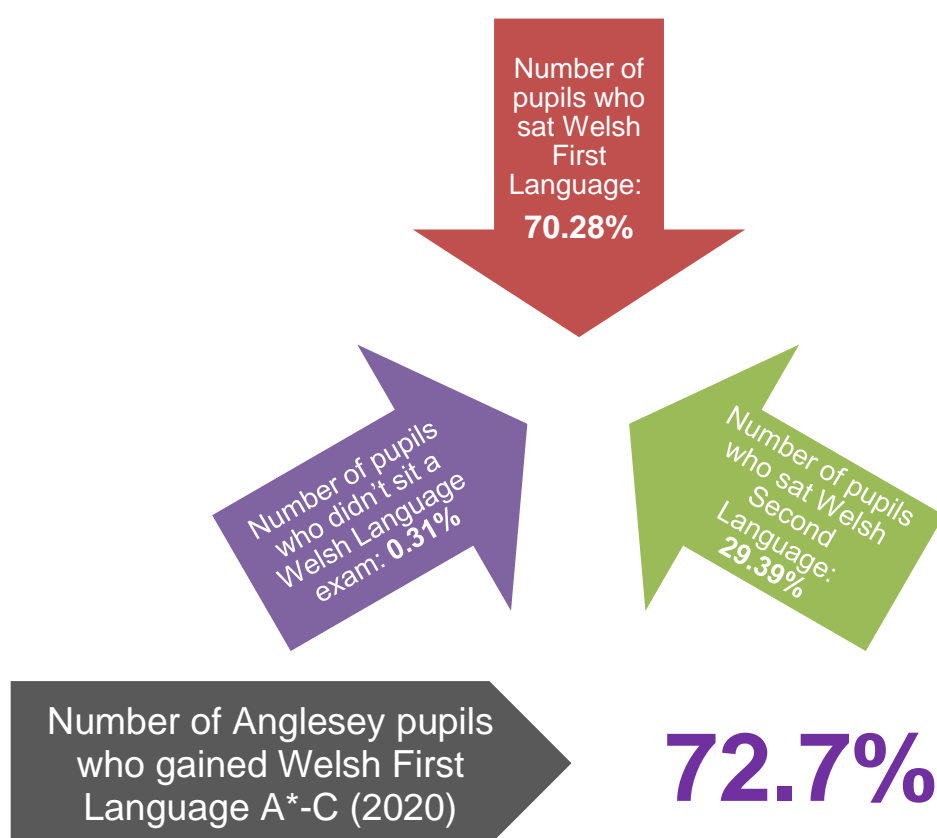 Number of
pupils who
sat Welsh
First
Language:
70.28%
Number of pupils
who didn't sit a
Welsh Language
exam: 0.31%
Number of pupils
who sat Welsh
Second
Language:
29.39%
Number of Anglesey pupils
who gained Welsh First
Language A*-C (2020)
72.7%